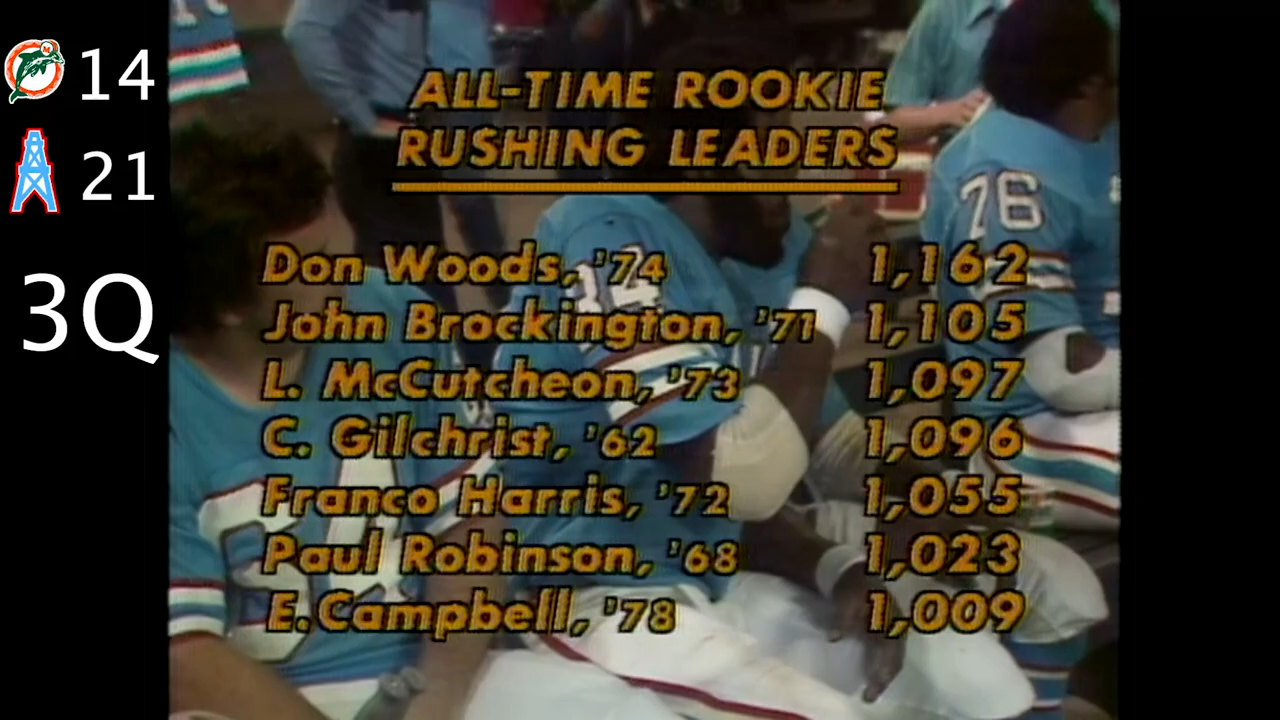 14
21
3Q
ALL-TIME ROOKIE
RUSHING LEADERS
Don Woods, '74 1,162
John Brockington, '71 1,105
L. McCutcheon, '73 1,097
C. Gilchrist, '62 1,096
Franco Harris, '72 1,055
Paul Robinson, '68 1,023
E. Campbell, '78 1,009
76